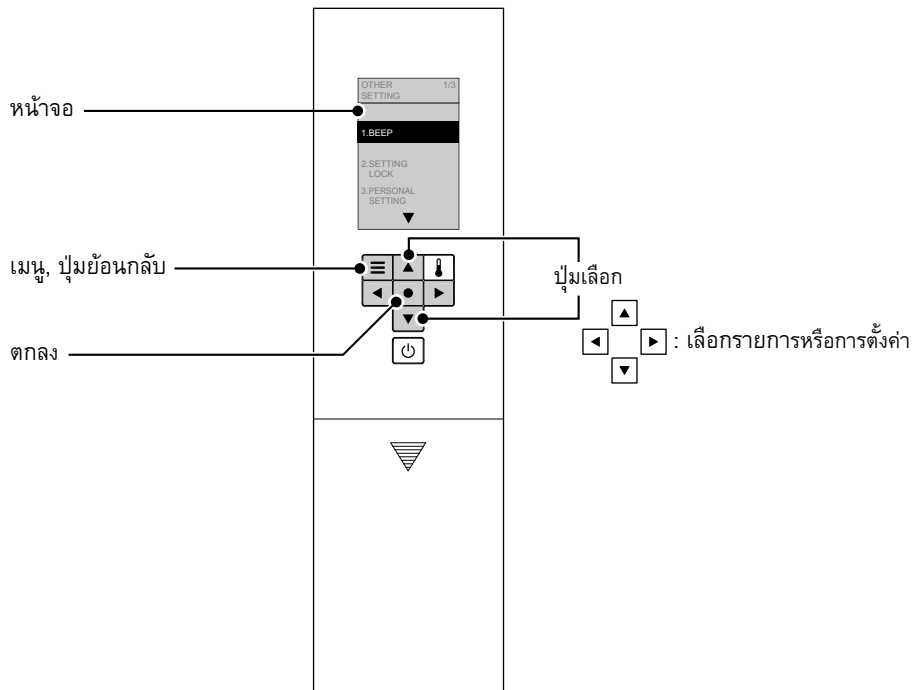 OTHER 1/3
SETTING
หน้าจอ
1.BEEP
2.SETTING
LOCK
3.PERSONAL
SETTING
เมนู, ปุ่มย้อนกลับ
ปุ่มเลือก
ตกลง
: เลือกรายการหรือการตั้งค่า